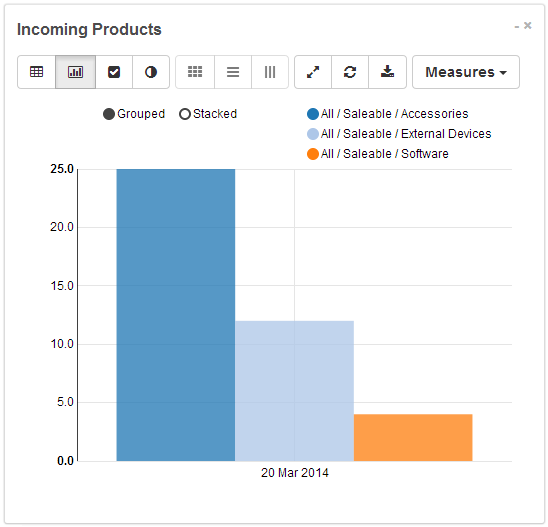 Incoming Products
Measures
Grouped Stacked
All / Saleable / Accessories
All / Saleable / External Devices
All / Saleable / Software
25.0
20.0
15.0
10.0
5.0
0.0
20 Mar 2014